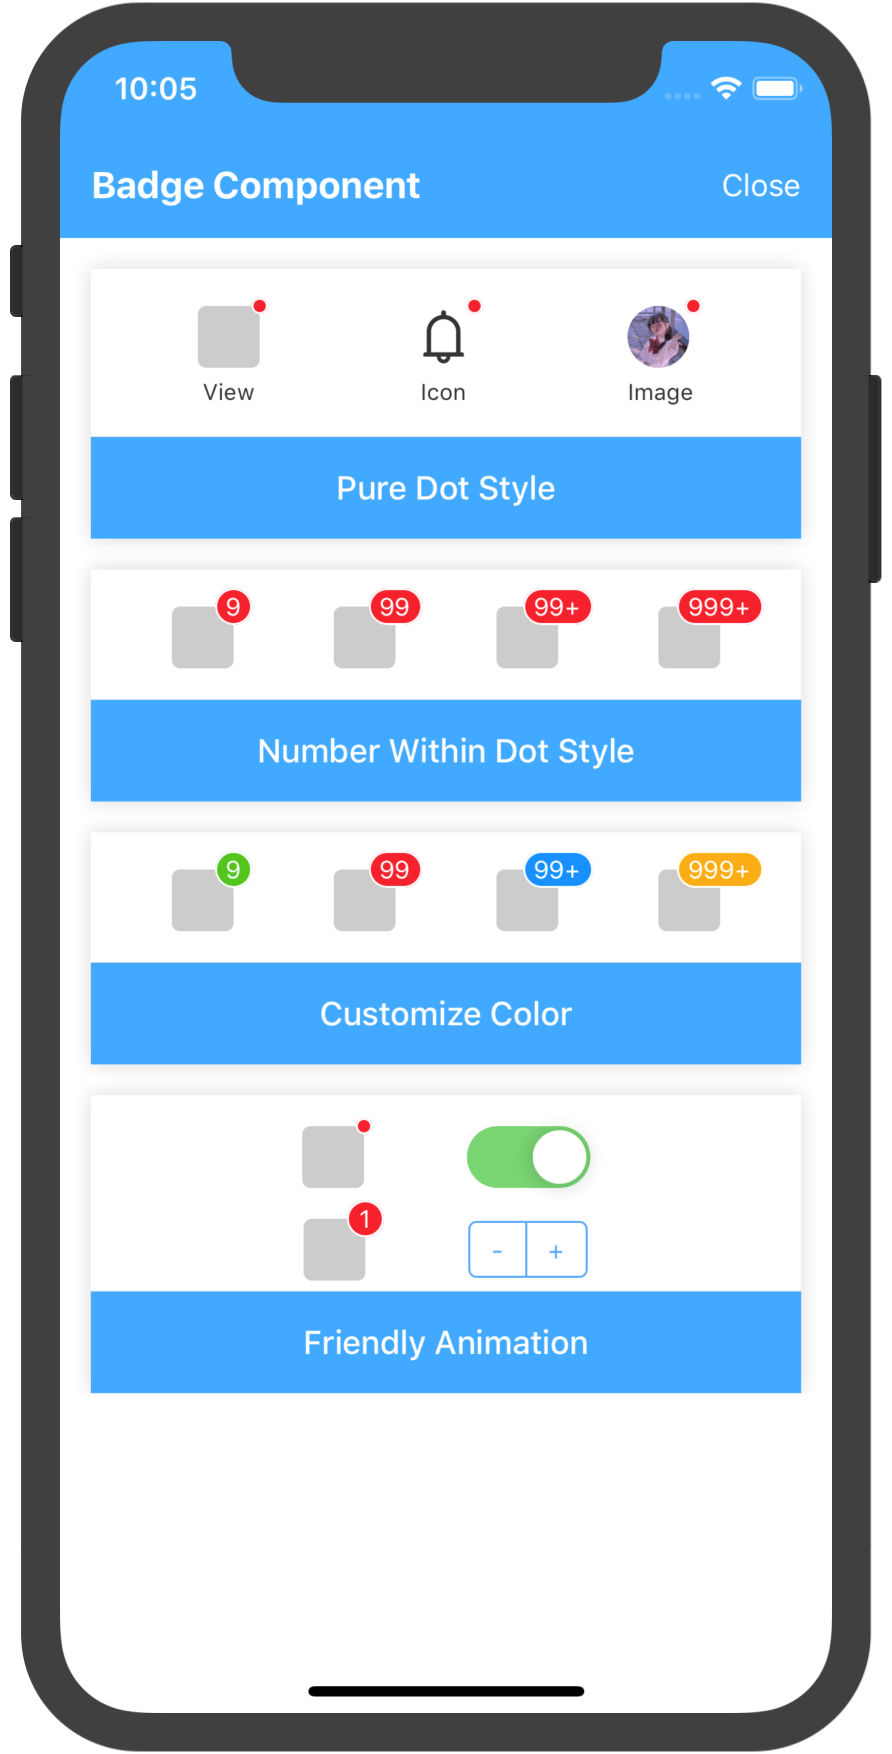 10:05
Badge Component
Close
View
Icon
Image
Pure Dot Style
9
99
99+
999+
Number Within Dot Style
9
99
99+
999+
Customize Color
1
- +
Friendly Animation